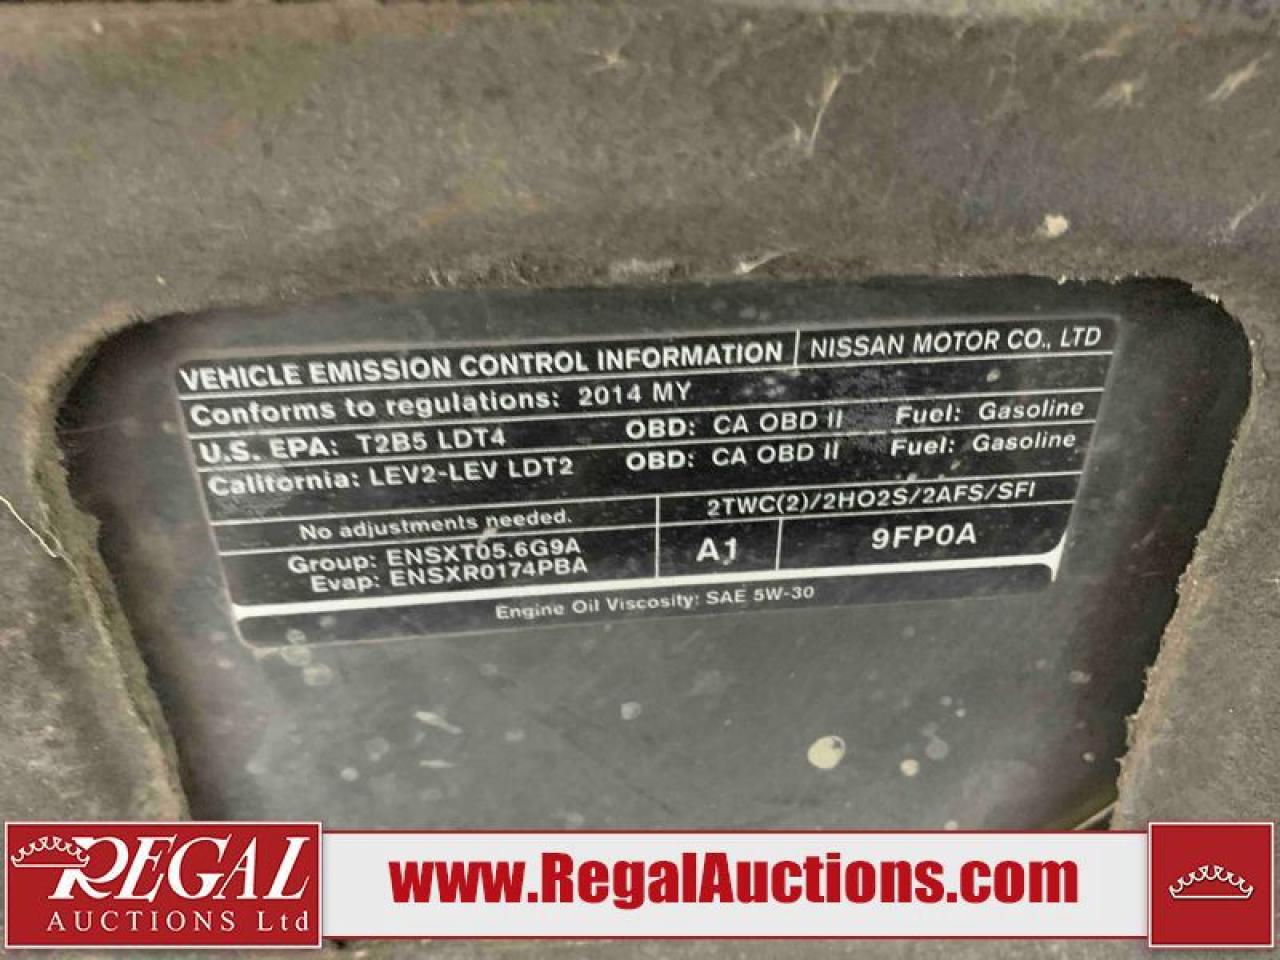 VEHICLE EMISSION CONTROL INFORMATION NISSAN MOTOR CO., LTD
Conforms to regulations: 2014 MY
U.S. EPA: T2B5 LDT4 OBD: CA OBD II Fuel: Gasoline
California: LEV2-LEV LDT2 OBD: CA OBD II Fuel: Gasoline
No adjustments needed. 2TWC(2)/2HO2S/2AFS/SFI
Group: ENSXT05.6G9A A1 9FP0A
Evap: ENSXR0174PBA
Engine Oil Viscosity: SAE 5W-30
REGAL
AUCTIONS Ltd
www.RegalAuctions.com